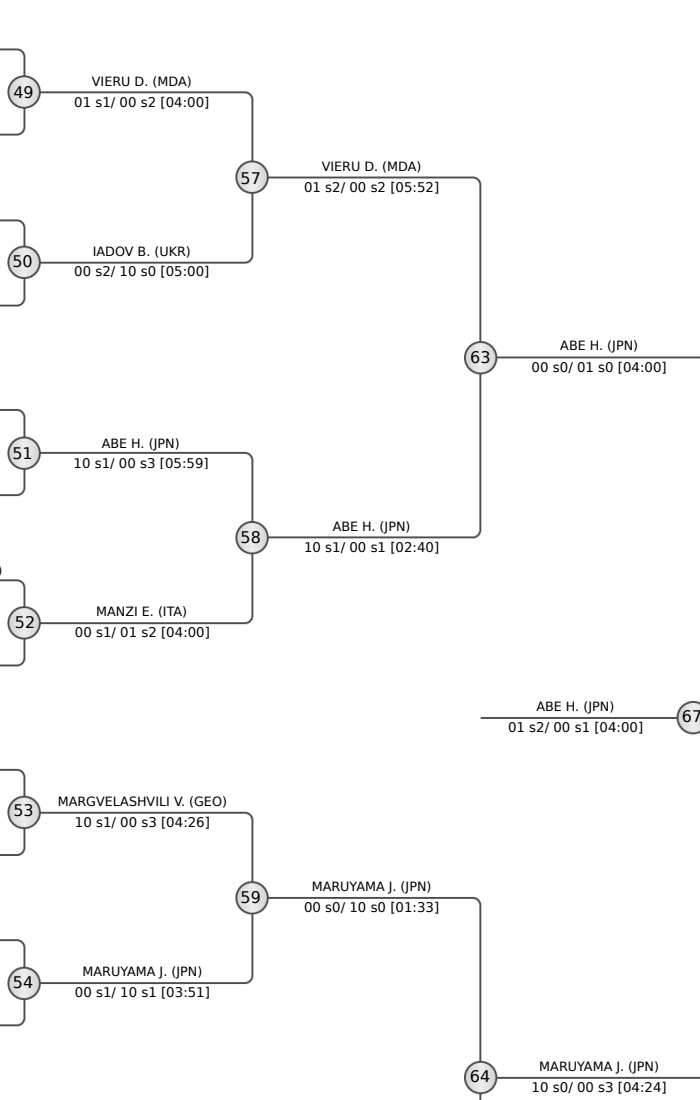 VIERU D. (MDA)
49
01 s1/ 00 s2 [04:00]
VIERU D. (MDA)
57
01 s2/ 00 s2 [05:52]
IADOV B. (UKR)
50
00 s2/ 10 s0 [05:00]
ABE H. (JPN)
63
00 s0/ 01 s0 [04:00]
ABE H. (JPN)
51
10 s1/ 00 s3 [05:59]
ABE H. (JPN)
58
10 s1/ 00 s1 [02:40]
)
MANZI E. (ITA)
52
00 s1/ 01 s2 [04:00]
ABE H. (JPN)
67
01 s2/ 00 s1 [04:00]
MARGVELASHVILI V. (GEO)
53
10 s1/ 00 s3 [04:26]
MARUYAMA J. (JPN)
59
00 s0/ 10 s0 [01:33]
MARUYAMA J. (JPN)
54
00 s1/ 10 s1 [03:51]
MARUYAMA J. (JPN)
64
10 s0/ 00 s3 [04:24]